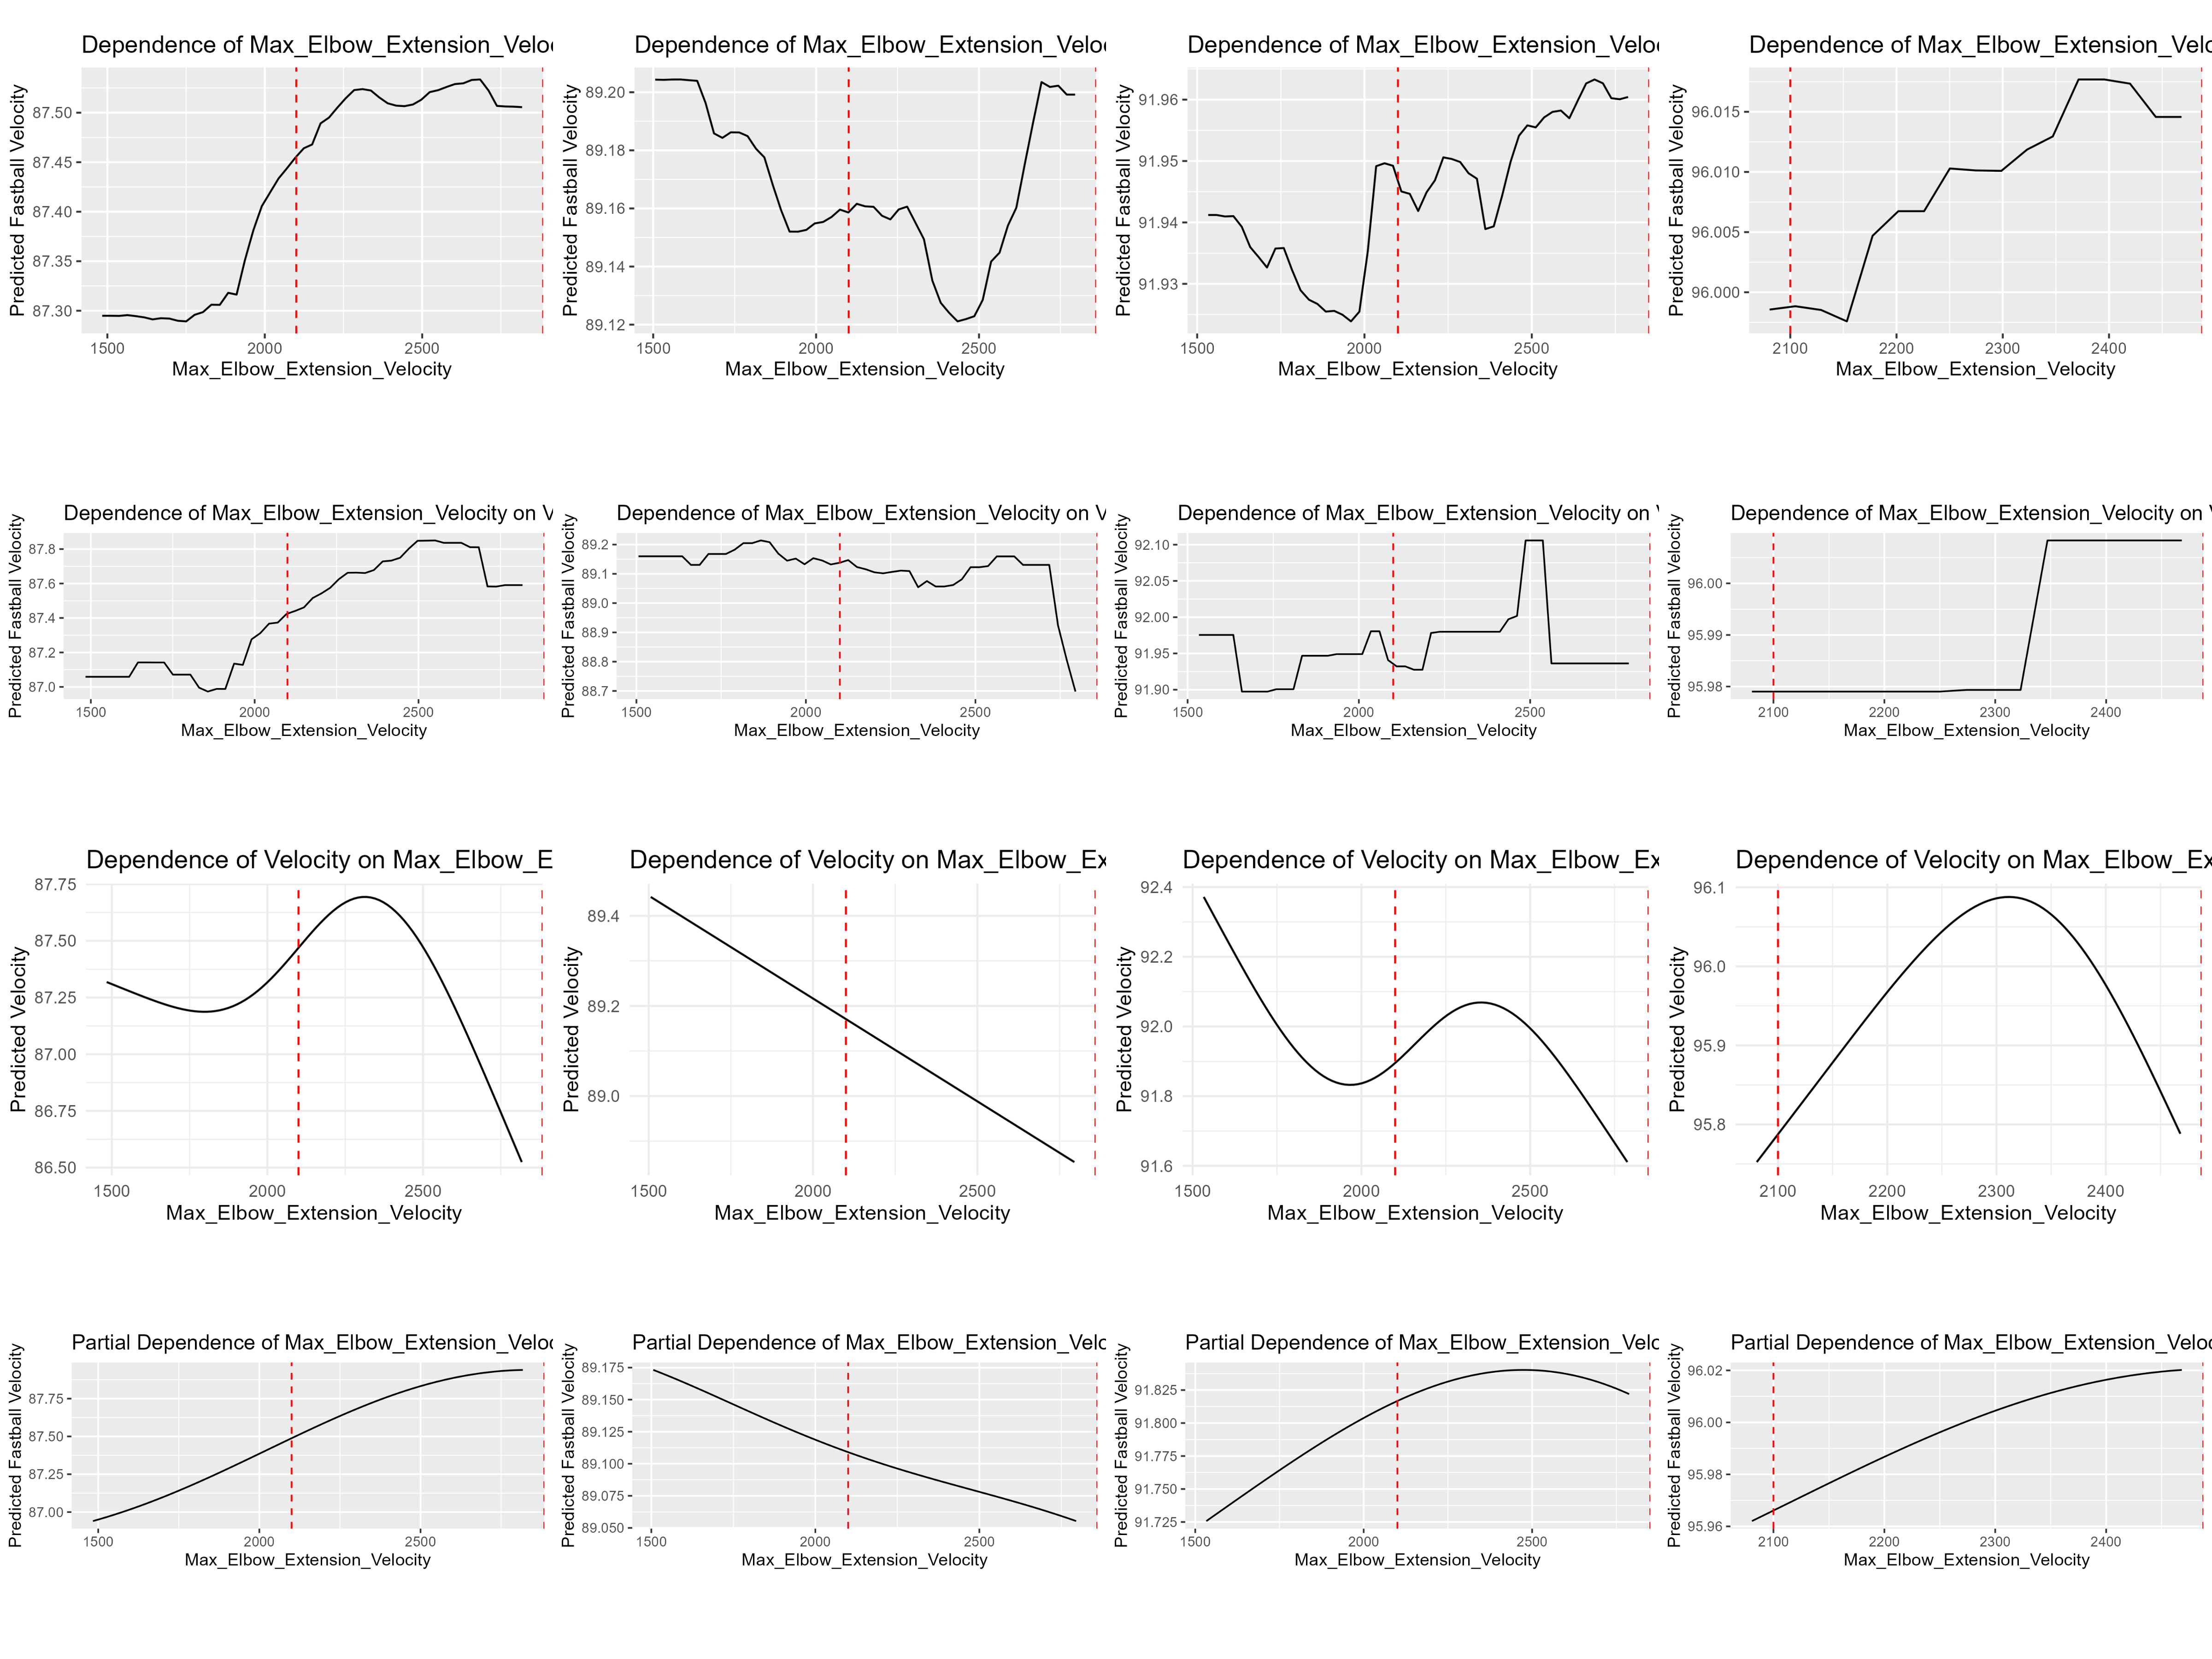 Dependence of Max_Elbow_Extension_Velo
Predicted Fastball Velocity
87.50
87.45
87.40
87.35
87.30
1500 2000 2500
Max_Elbow_Extension_Velocity
Dependence of Max_Elbow_Extension_Velo
Predicted Fastball Velocity
89.20
89.18
89.16
89.14
89.12
1500 2000 2500
Max_Elbow_Extension_Velocity
Dependence of Max_Elbow_Extension_Velo
Predicted Fastball Velocity
91.96
91.95
91.94
91.93
1500 2000 2500
Max_Elbow_Extension_Velocity
Dependence of Max_Elbow_Extension_Velo
Predicted Fastball Velocity
96.015
96.010
96.005
96.000
2100 2200 2300 2400
Max_Elbow_Extension_Velocity
Dependence of Max_Elbow_Extension_Velocity on V
Predicted Fastball Velocity
87.8
87.6
87.4
87.2
87.0
1500 2000 2500
Max_Elbow_Extension_Velocity
Dependence of Max_Elbow_Extension_Velocity on V
Predicted Fastball Velocity
89.2
89.1
89.0
88.9
88.8
88.7
1500 2000 2500
Max_Elbow_Extension_Velocity
Dependence of Max_Elbow_Extension_Velocity on V
Predicted Fastball Velocity
92.10
92.05
92.00
91.95
91.90
1500 2000 2500
Max_Elbow_Extension_Velocity
Dependence of Max_Elbow_Extension_Velocity on V
Predicted Fastball Velocity
96.00
95.99
95.98
2100 2200 2300 2400
Max_Elbow_Extension_Velocity
Dependence of Velocity on Max_Elbow_E
Predicted Velocity
87.75
87.50
87.25
87.00
86.75
86.50
1500 2000 2500
Max_Elbow_Extension_Velocity
Dependence of Velocity on Max_Elbow_Ex
Predicted Velocity
89.4
89.2
89.0
1500 2000 2500
Max_Elbow_Extension_Velocity
Dependence of Velocity on Max_Elbow_Ex
Predicted Velocity
92.4
92.2
92.0
91.8
91.6
1500 2000 2500
Max_Elbow_Extension_Velocity
Dependence of Velocity on Max_Elbow_Ex
Predicted Velocity
96.1
96.0
95.9
95.8
2100 2200 2300 2400
Max_Elbow_Extension_Velocity
Partial Dependence of Max_Elbow_Extension_Veloc
Predicted Fastball Velocity
87.75
87.50
87.25
87.00
1500 2000 2500
Max_Elbow_Extension_Velocity
Partial Dependence of Max_Elbow_Extension_Veloc
Predicted Fastball Velocity
89.175
89.150
89.125
89.100
89.075
89.050
1500 2000 2500
Max_Elbow_Extension_Velocity
Partial Dependence of Max_Elbow_Extension_Veloc
Predicted Fastball Velocity
91.825
91.800
91.775
91.750
91.725
1500 2000 2500
Max_Elbow_Extension_Velocity
Partial Dependence of Max_Elbow_Extension_Veloc
Predicted Fastball Velocity
96.02
96.00
95.98
95.96
2100 2200 2300 2400
Max_Elbow_Extension_Velocity